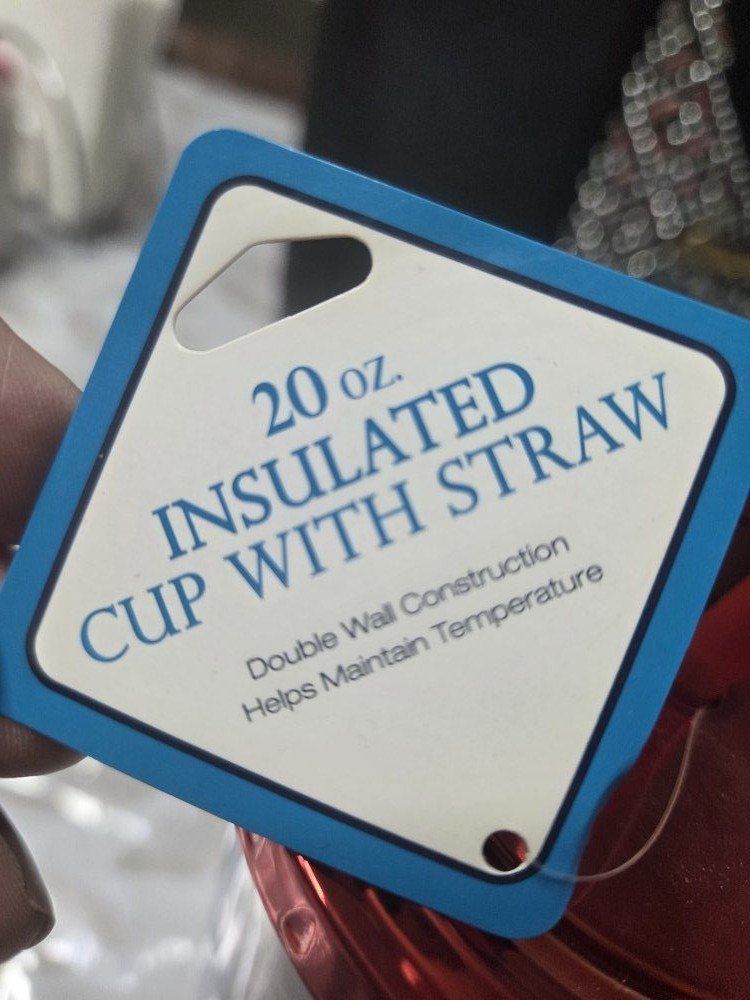 20 oz.
INSULATED
CUP WITH STRAW
Double Wall Construction
Helps Maintain Temperature